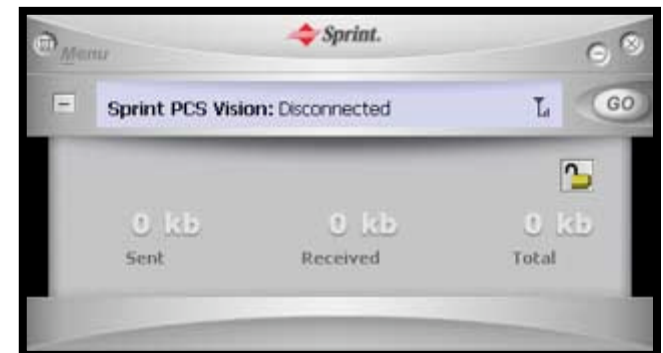 Sprint.
Menu
Sprint PCS Vision: Disconnected
GO
0 kb 0 kb 0 kb
Sent Received Total